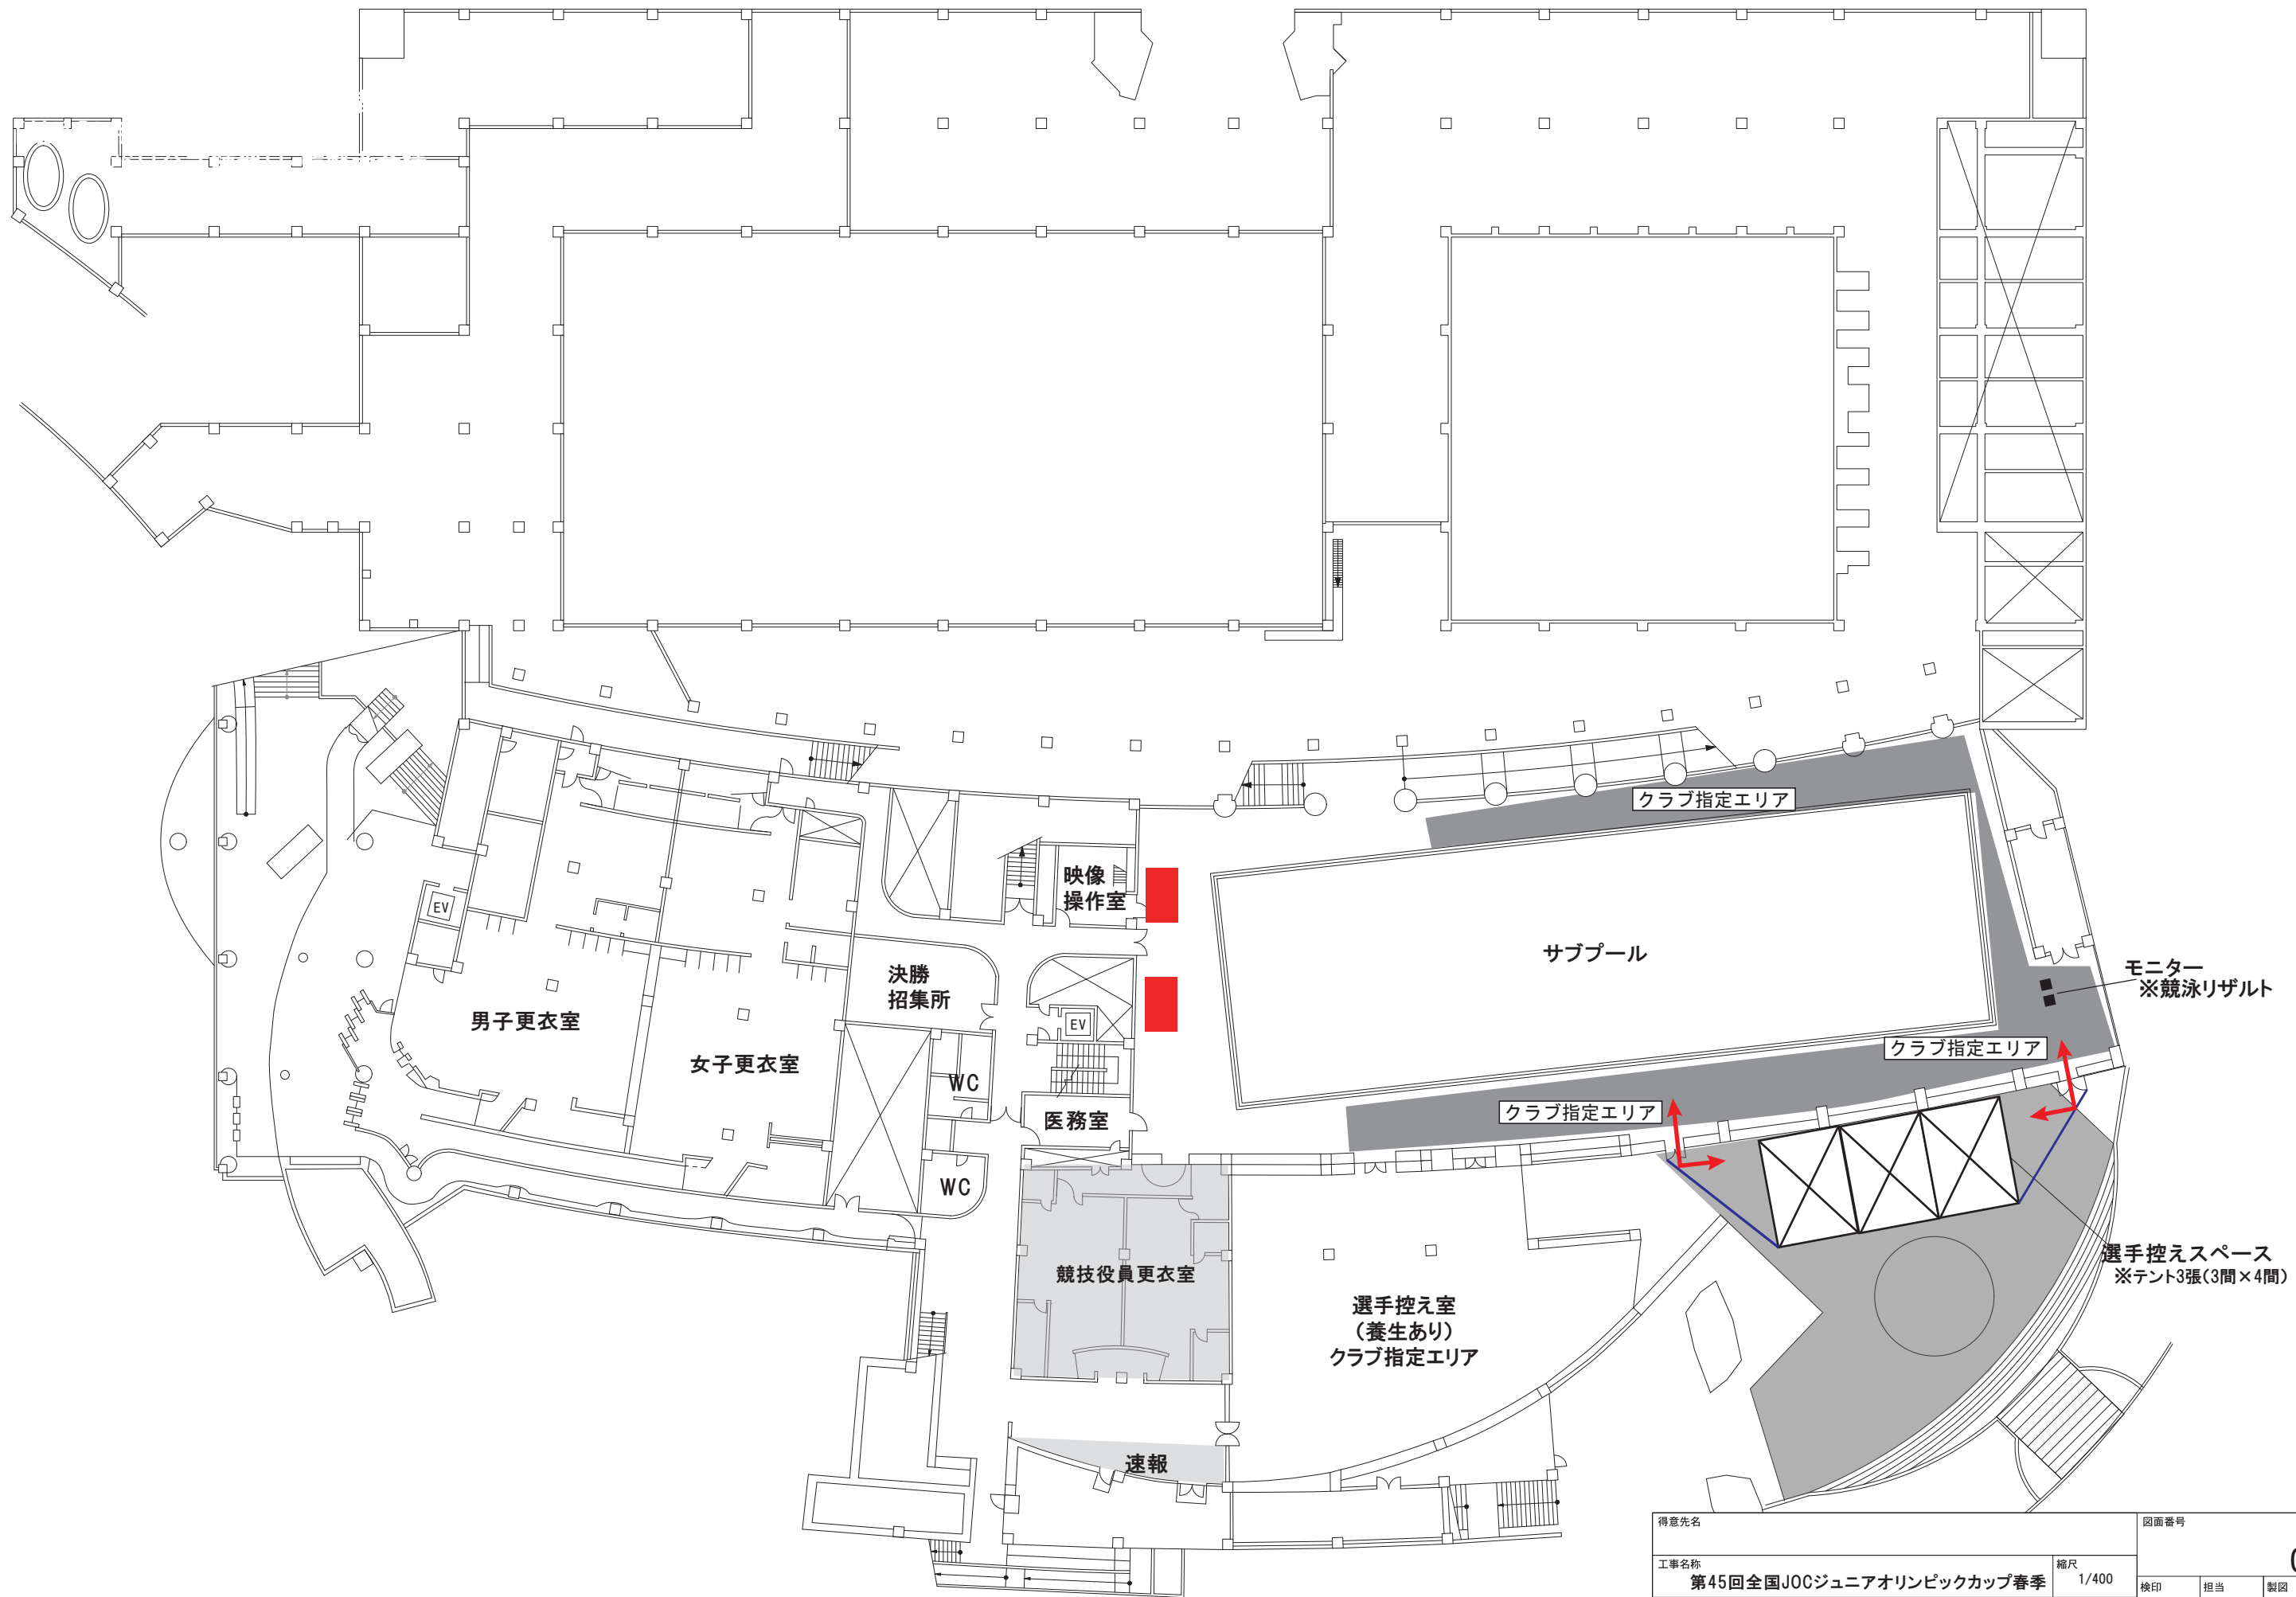 クラブ指定エリア
映像
操作室
EV
サブプール
モニター
※競泳リザルト
決勝
招集所
男子更衣室
EV
女子更衣室
クラブ指定エリア
WC
クラブ指定エリア
医務室
WC
選手控えスペース
※テント3張(3間×4間)
競技役員更衣室
選手控え室
(養生あり)
クラブ指定エリア
速報
得意先名
図面番号
工事名称
第45回全国JOCジュニアオリンピックカップ春季
縮尺
1/400
検印
担当
製図